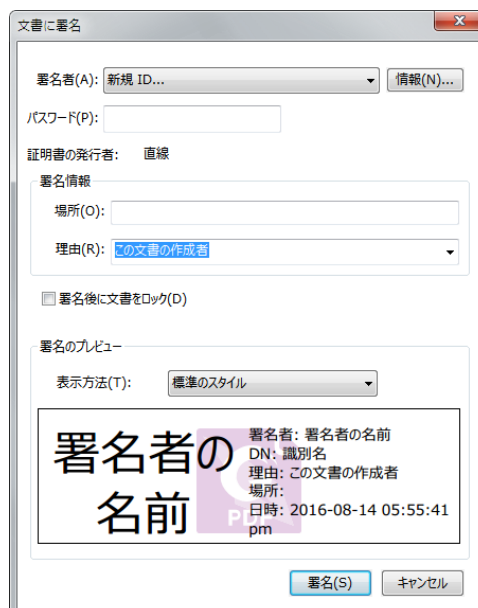 文書に署名
署名者(A): 新規 ID... 情報(N)...
パスワード(P):
証明書の発行者: 直線
署名情報
場所(O):
理由(R): この文書の作成者
署名後に文書をロック(D)
署名のプレビュー
表示方法(T): 標準のスタイル
署名者の
名前
署名者: 署名者の名前
DN: 識別名
理由: この文書の作成者
場所:
日時: 2016-08-14 05:55:41
pm
PDF
署名(S) キャンセル